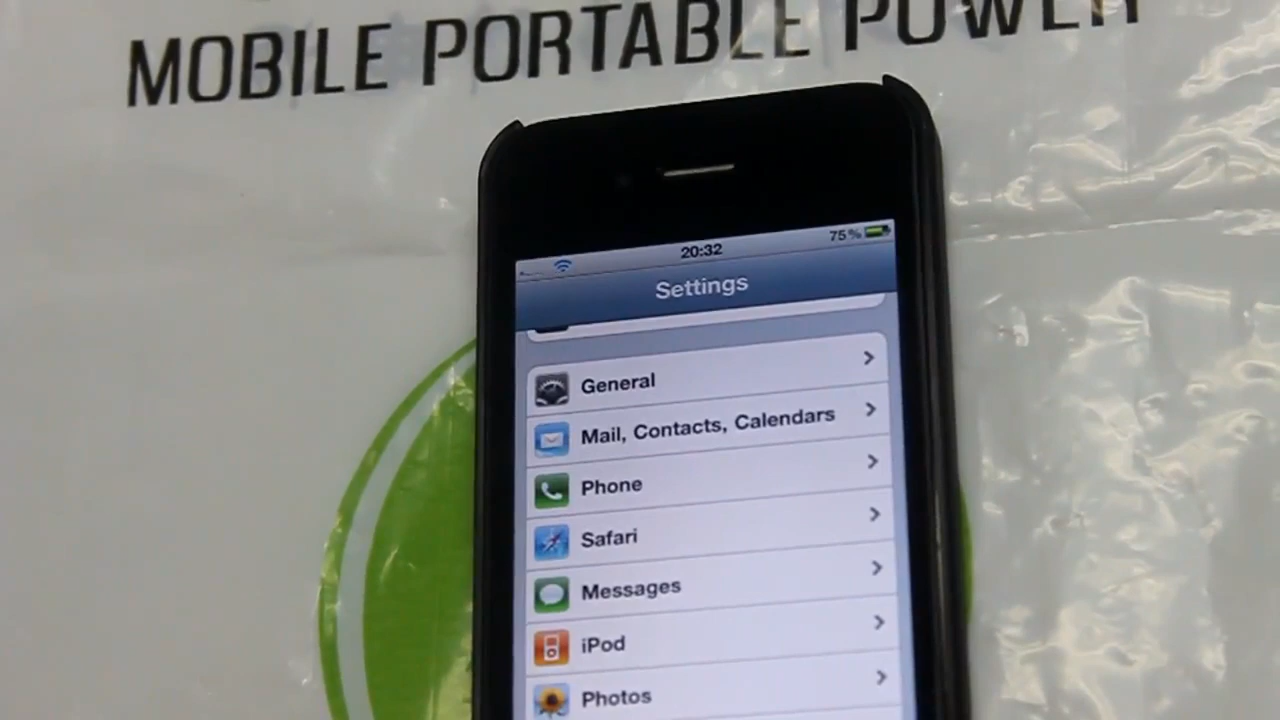 MOBILE PORTABLE POWER
20:32
75%
Settings
General
Mail, Contacts, Calendars
Phone
Safari
Messages
iPod
Photos